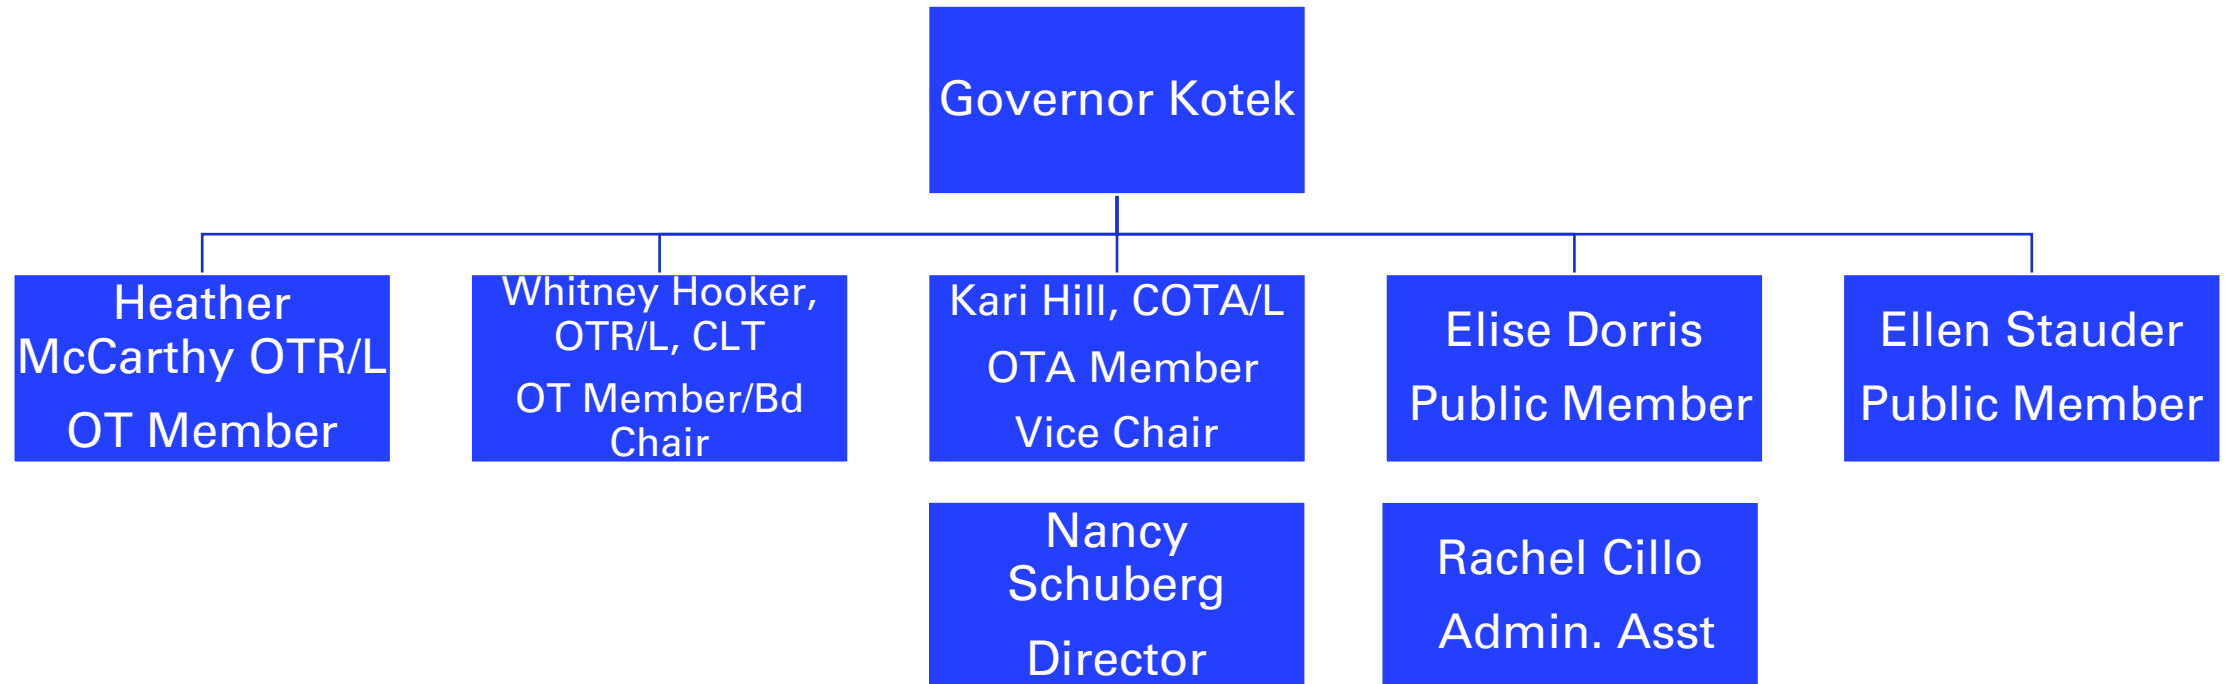 Governor Kotek
Heather
McCarthy OTR/L
OT Member
Whitney Hooker,
OTR/L, CLT
OT Member/Bd
Chair
Kari Hill, COTA/L
OTA Member
Vice Chair
Elise Dorris
Public Member
Ellen Stauder
Public Member
Nancy
Schuberg
Director
Rachel Cillo
Admin. Asst